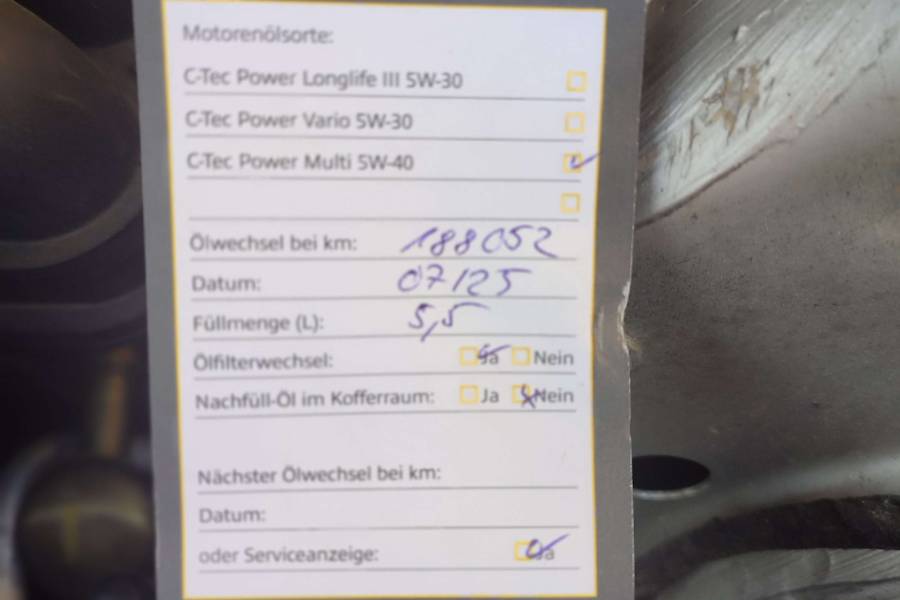 Motorenölsorte:
C-Tec Power Longlife III 5W-30
C-Tec Power Vario 5W-30
C-Tec Power Multi 5W-40
Ölwechsel bei km: 188052
Datum: 07/25
Füllmenge (L): 5,5
Ölfilterwechsel: Ja Nein
Nachfüll-Öl im Kofferraum: Ja Nein
Nächster Ölwechsel bei km:
Datum:
oder Serviceanzeige: Ja